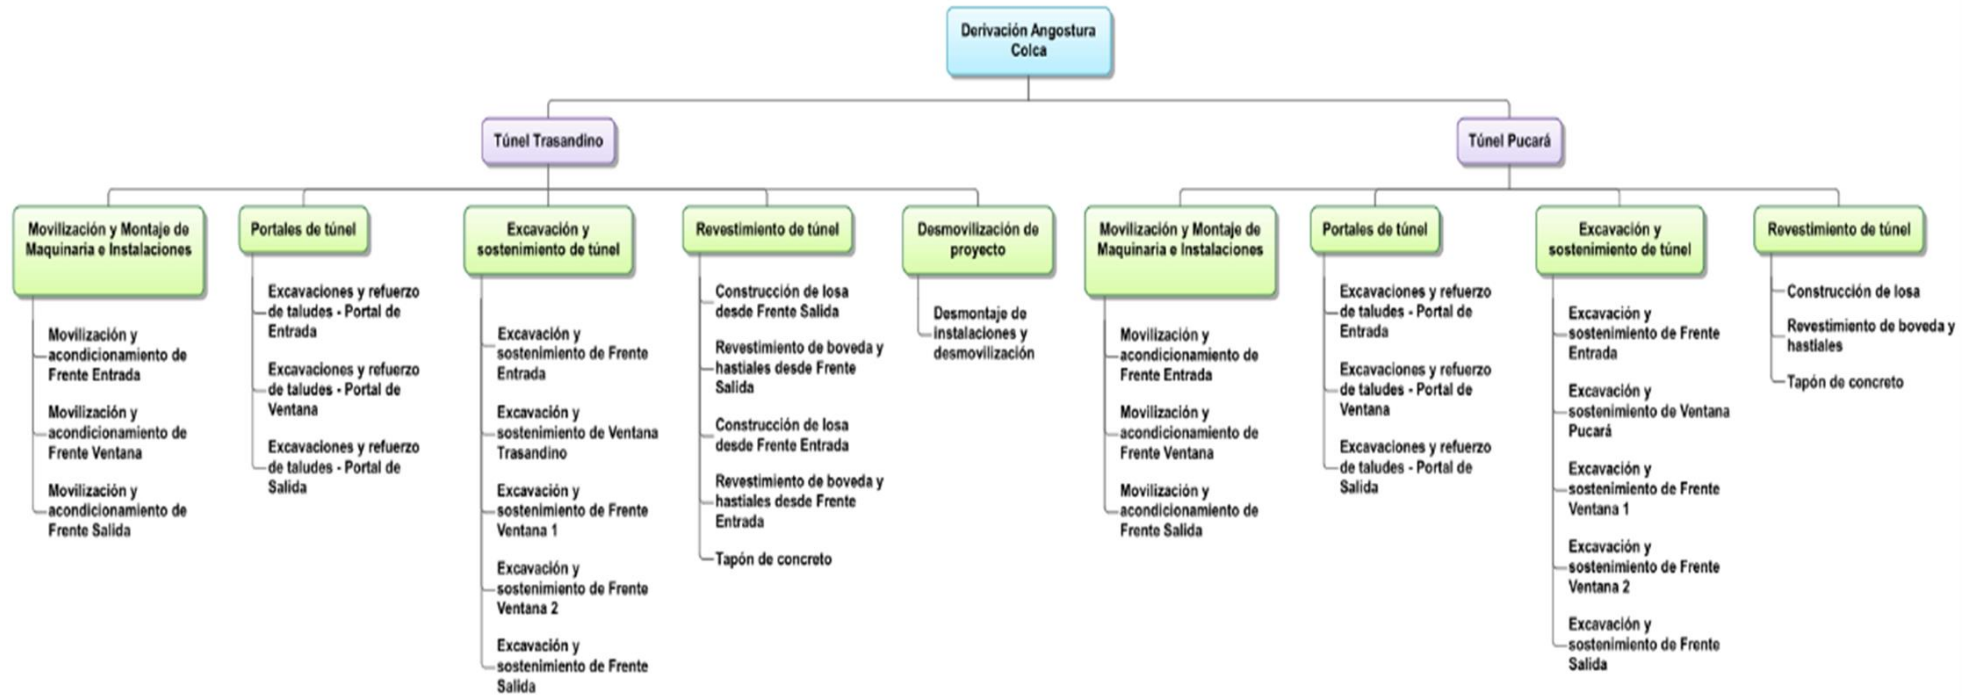 Derivación Angostura
Colca
Túnel Trasandino
Túnel Pucará
Movilización y Montaje de
Maquinaria e Instalaciones
Movilización y
acondicionamiento de
Frente Entrada
Movilización y
acondicionamiento de
Frente Ventana
Movilización y
acondicionamiento de
Frente Salida
Portales de túnel
Excavaciones y refuerzo
de taludes - Portal de
Entrada
Excavaciones y refuerzo
de taludes - Portal de
Ventana
Excavaciones y refuerzo
de taludes - Portal de
Salida
Excavación y
sostenimiento de túnel
Excavación y
sostenimiento de Frente
Entrada
Excavación y
sostenimiento de Ventana
Trasandino
Excavación y
sostenimiento de Frente
Ventana 1
Excavación y
sostenimiento de Frente
Ventana 2
Excavación y
sostenimiento de Frente
Salida
Revestimiento de túnel
Construcción de losa
desde Frente Salida
Revestimiento de boveda y
hastiales desde Frente
Salida
Construcción de losa
desde Frente Entrada
Revestimiento de boveda y
hastiales desde Frente
Entrada
Tapón de concreto
Desmovilización de
proyecto
Desmontaje de
instalaciones y
desmovilización
Movilización y Montaje de
Maquinaria e Instalaciones
Movilización y
acondicionamiento de
Frente Entrada
Movilización y
acondicionamiento de
Frente Ventana
Movilización y
acondicionamiento de
Frente Salida
Portales de túnel
Excavaciones y refuerzo
de taludes - Portal de
Entrada
Excavaciones y refuerzo
de taludes - Portal de
Ventana
Excavaciones y refuerzo
de taludes - Portal de
Salida
Excavación y
sostenimiento de túnel
Excavación y
sostenimiento de Frente
Entrada
Excavación y
sostenimiento de Ventana
Pucará
Excavación y
sostenimiento de Frente
Ventana 1
Excavación y
sostenimiento de Frente
Ventana 2
Excavación y
sostenimiento de Frente
Salida
Revestimiento de túnel
Construcción de losa
Revestimiento de boveda y
hastiales
Tapón de concreto